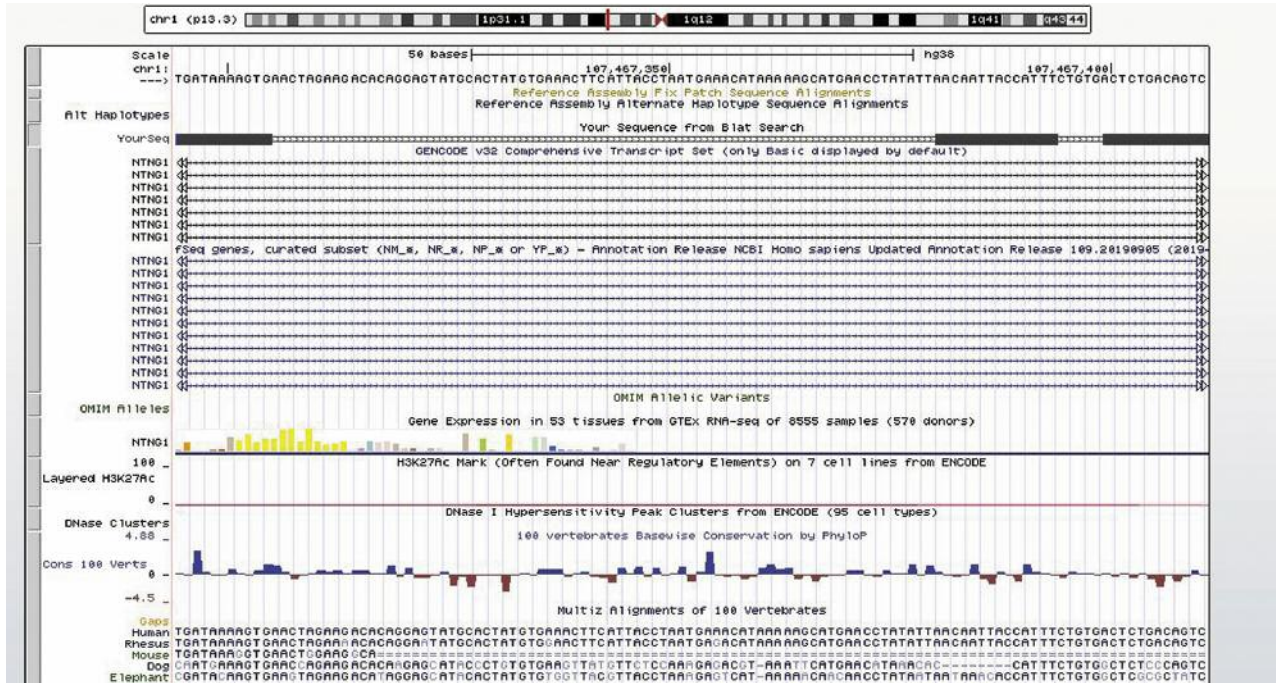 chr1 (p13.3) 1p31.1 1q12 1q41 q43 44
Scale 50 bases hg38
chr1: 107,467,350 107,467,400
---> TGATAAAAGTGAACTAGAAGACACAGGAGTATGCACTATGTGAAACTTCATTACCTAATGAAACATAAAAAGCATGAACCTATATTAACAATTACCATTTCTGTGACTCTGACAGTC
Reference Assembly Fix Patch Sequence Alignments
Reference Assembly Alternate Haplotype Sequence Alignments
Alt Haplotypes
Your Sequence from Blat Search
YourSeq
GENCODE v32 Comprehensive Transcript Set (only Basic displayed by default)
NTNG1
NTNG1
NTNG1
NTNG1
NTNG1
NTNG1
NTNG1
fSeq genes, curated subset (NM_*, NR_*, NP_* or YP_*) - Annotation Release NCBI Homo sapiens Updated Annotation Release 109.20190905 (2019-
NTNG1
NTNG1
NTNG1
NTNG1
NTNG1
NTNG1
NTNG1
NTNG1
NTNG1
NTNG1
NTNG1
OMIM Allelic Variants
OMIM Alleles
Gene Expression in 53 tissues from GTEx RNA-seq of 8555 samples (570 donors)
NTNG1
H3K27Ac Mark (Often Found Near Regulatory Elements) on 7 cell lines from ENCODE
100 _
Layered H3K27Ac
0 _
DNase I Hypersensitivity Peak Clusters from ENCODE (95 cell types)
DNase Clusters
100 vertebrates Basewise Conservation by PhyloP
4.88 _
Cons 100 Verts
0 -
-4.5 _
Multiz Alignments of 100 Vertebrates
Gaps
Human TGATAAAAGTGAACTAGAAGACACAGGAGTATGCACTATGTGAAACTTCATTACCTAATGAAACATAAAAAGCATGAACCTATATTAACAATTACCATTTCTGTGACTCTGACAGTC
Rhesus
Mouse
Dog
Elephant